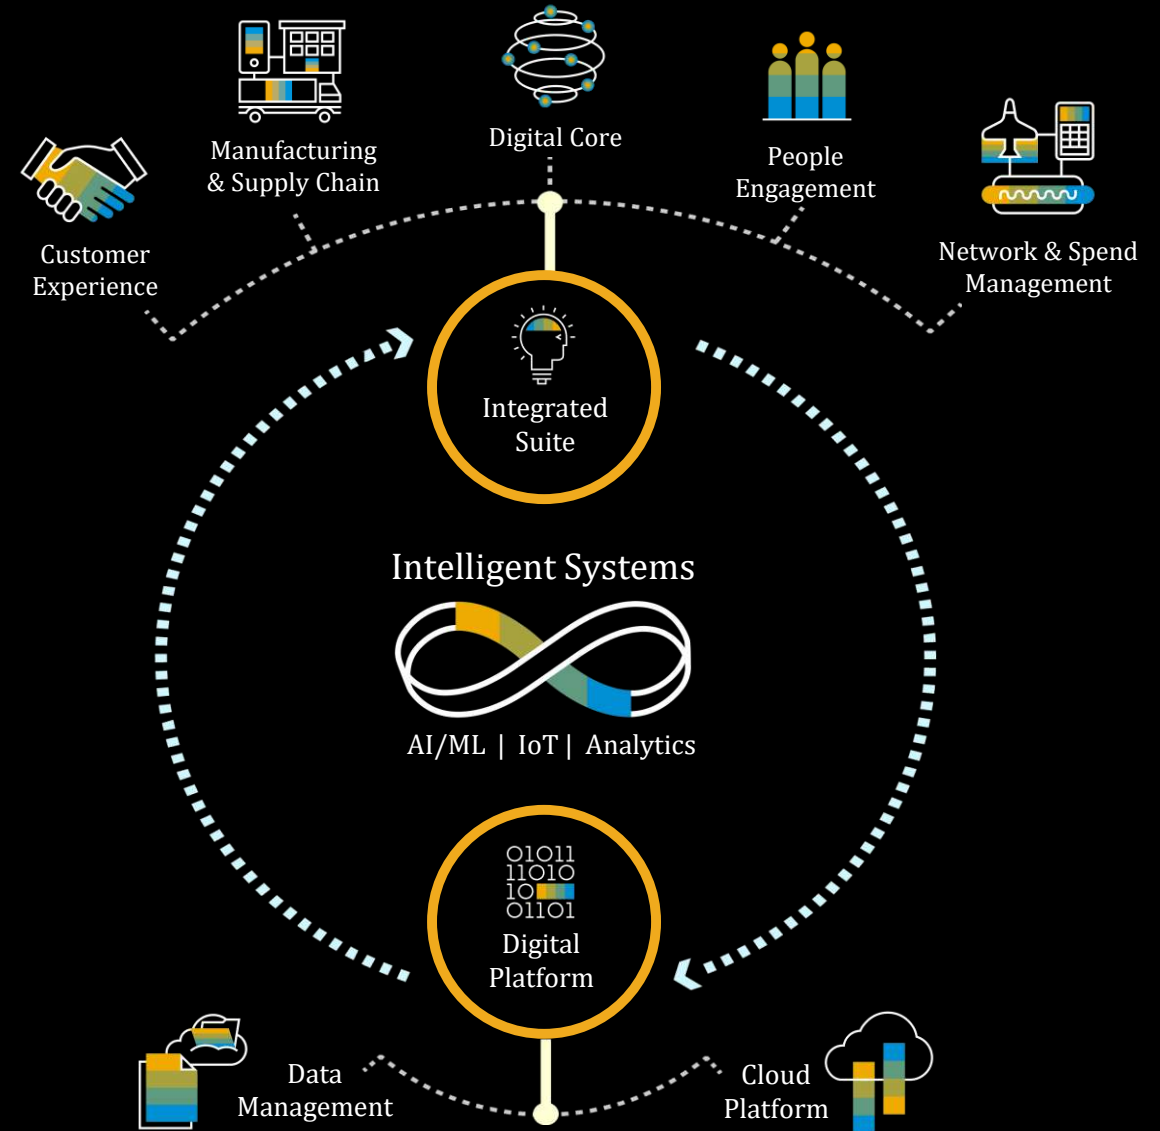 Digital Core
Manufacturing
& Supply Chain
People
Engagement
Customer
Experience
Network & Spend
Management
Integrated
Suite
Intelligent Systems
AI/ML | IoT | Analytics
01011
11010
10
01101
Digital
Platform
Data
Management
Cloud
Platform